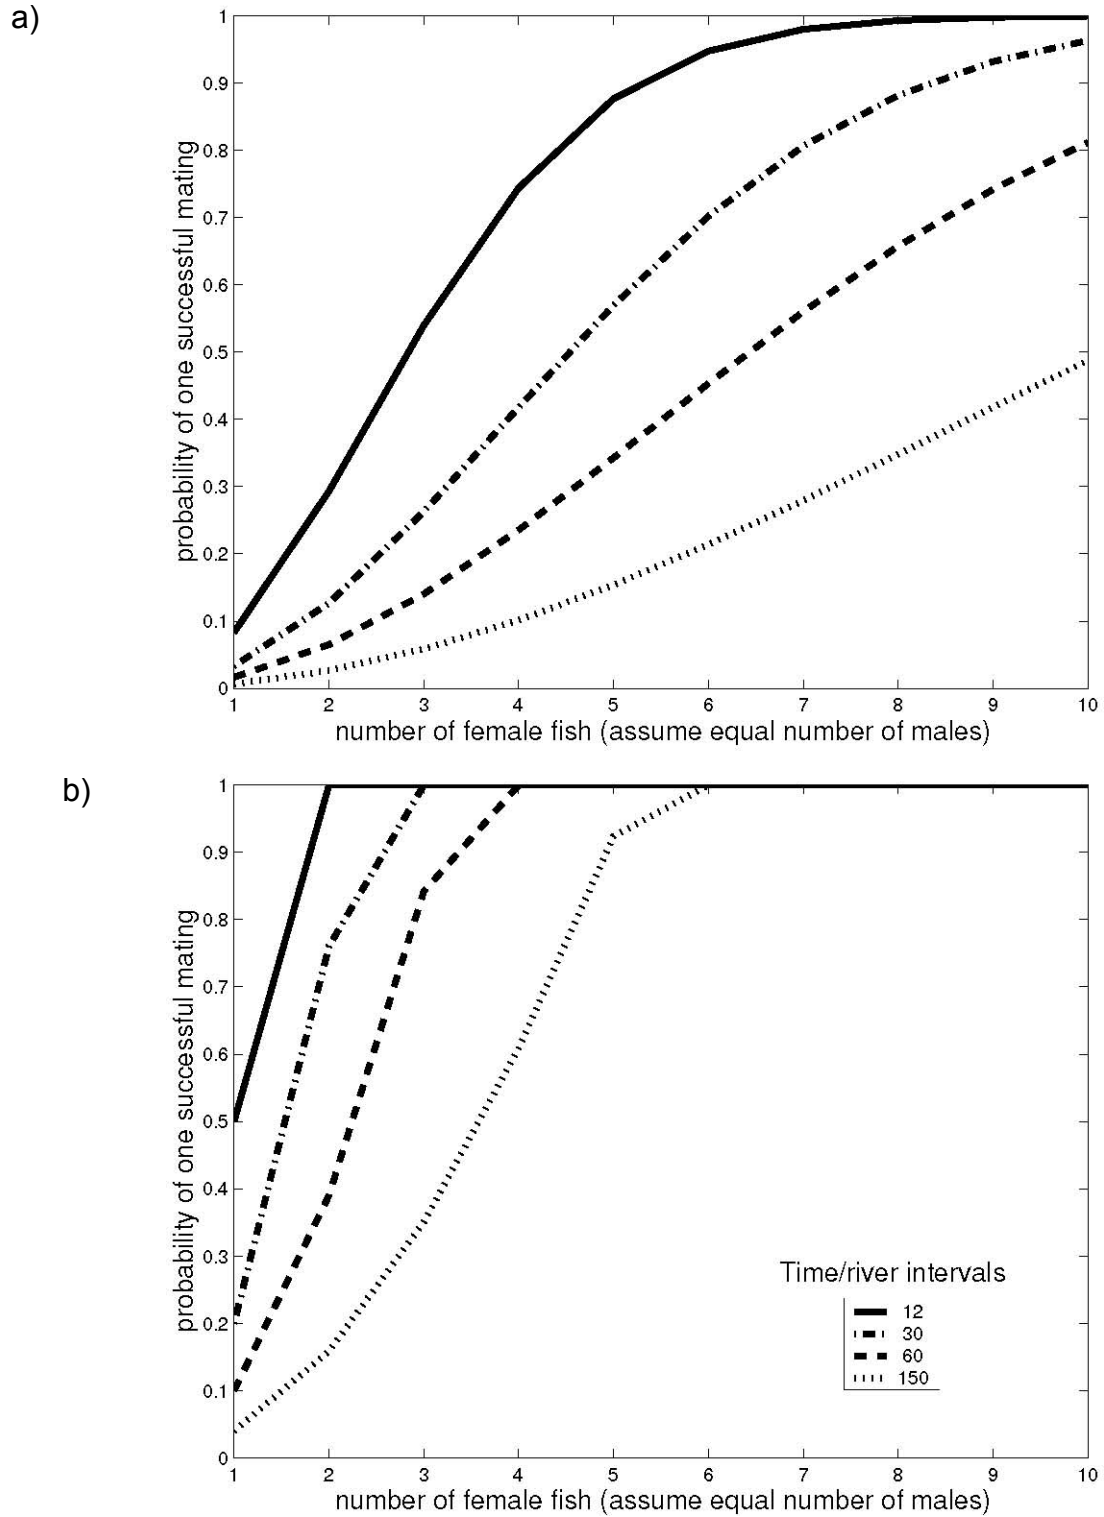 a)
probability of one successful mating
1
0.9
0.8
0.7
0.6
0.5
0.4
0.3
0.2
0.1
0
1 2 3 4 5 6 7 8 9 10
number of female fish (assume equal number of males)
b)
probability of one successful mating
1
0.9
0.8
0.7
0.6
0.5
0.4
0.3
0.2
0.1
0
Time/river intervals
12
30
60
150
1 2 3 4 5 6 7 8 9 10
number of female fish (assume equal number of males)